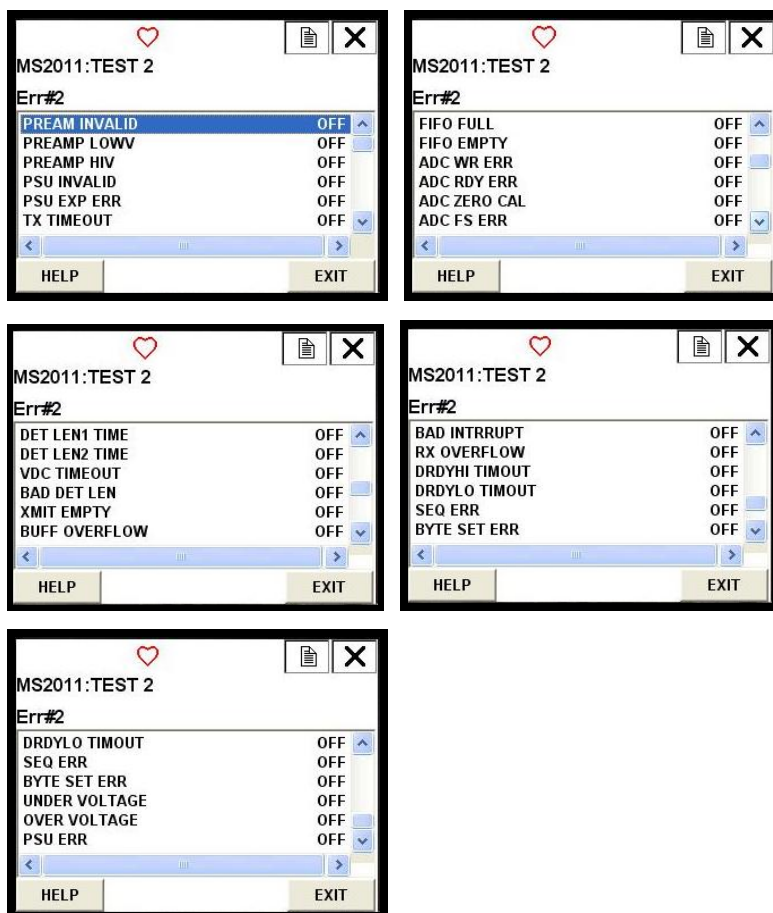 MS2011:TEST 2
Err#2
PREAM INVALID OFF
PREAMP LOWV OFF
PREAMP HIV OFF
PSU INVALID OFF
PSU EXP ERR OFF
TX TIMEOUT OFF
HELP EXIT
MS2011:TEST 2
Err#2
FIFO FULL OFF
FIFO EMPTY OFF
ADC WR ERR OFF
ADC RDY ERR OFF
ADC ZERO CAL OFF
ADC FS ERR OFF
HELP EXIT
MS2011:TEST 2
Err#2
DET LEN1 TIME OFF
DET LEN2 TIME OFF
VDC TIMEOUT OFF
BAD DET LEN OFF
XMIT EMPTY OFF
BUFF OVERFLOW OFF
HELP EXIT
MS2011:TEST 2
Err#2
BAD INTRRUPT OFF
RX OVERFLOW OFF
DRDYHI TIMOUT OFF
DRDYLO TIMOUT OFF
SEQ ERR OFF
BYTE SET ERR OFF
HELP EXIT
MS2011:TEST 2
Err#2
DRDYLO TIMOUT OFF
SEQ ERR OFF
BYTE SET ERR OFF
UNDER VOLTAGE OFF
OVER VOLTAGE OFF
PSU ERR OFF
HELP EXIT